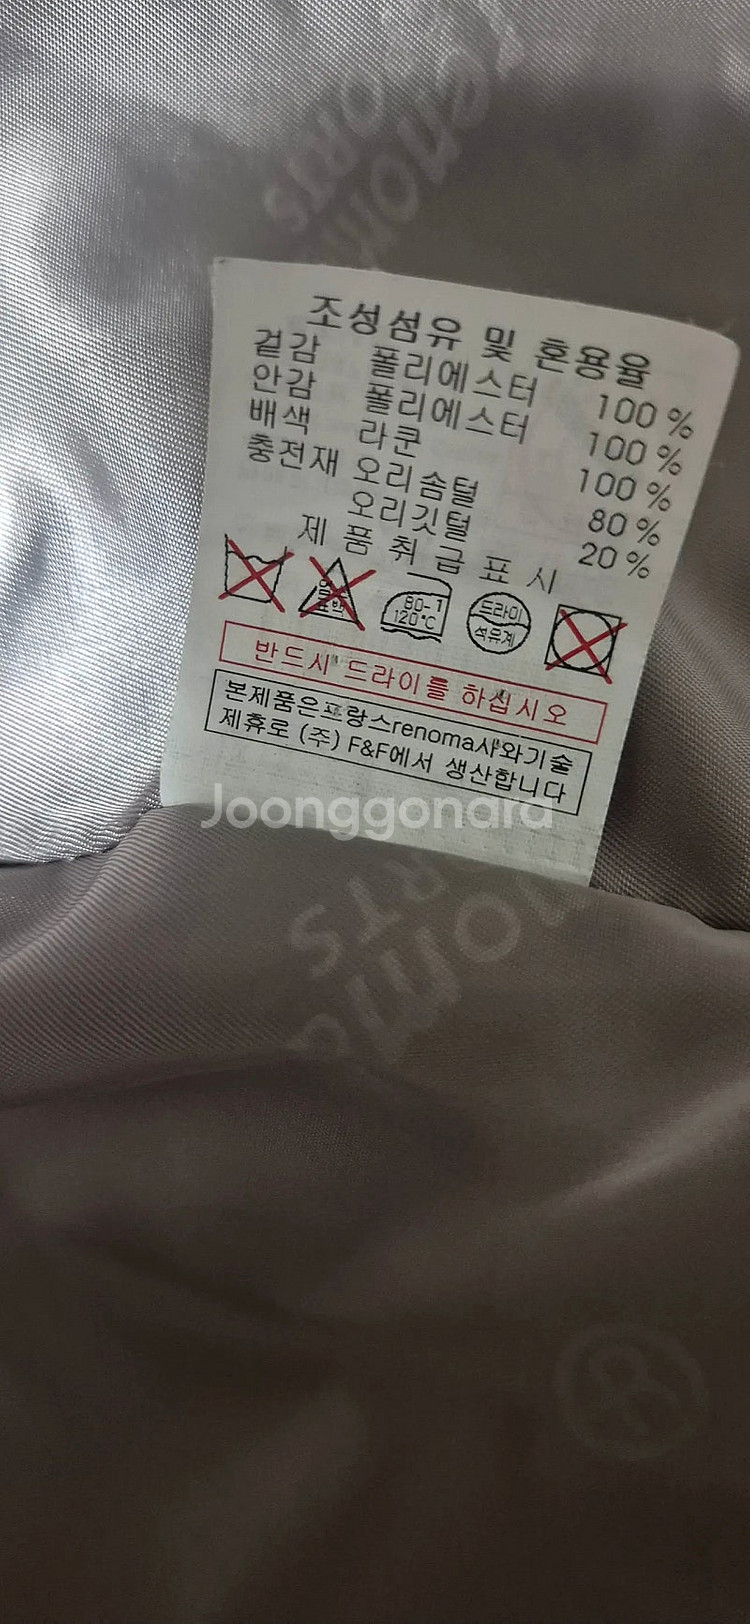 renoma
SPORTS
조성섬유 및 혼용율
겉감 폴리에스터 100 %
안감 폴리에스터 100 %
배색 라쿤 100 %
충전재 오리솜털 80 %
오리깃털 20 %
제 품 취 급 표 시
80-1
120℃
드라이
석유계
반드시 드라이를 하십시오
본제품은프랑스renoma사와기술
제휴로 (주) F&F에서 생산합니다
Joonggonara